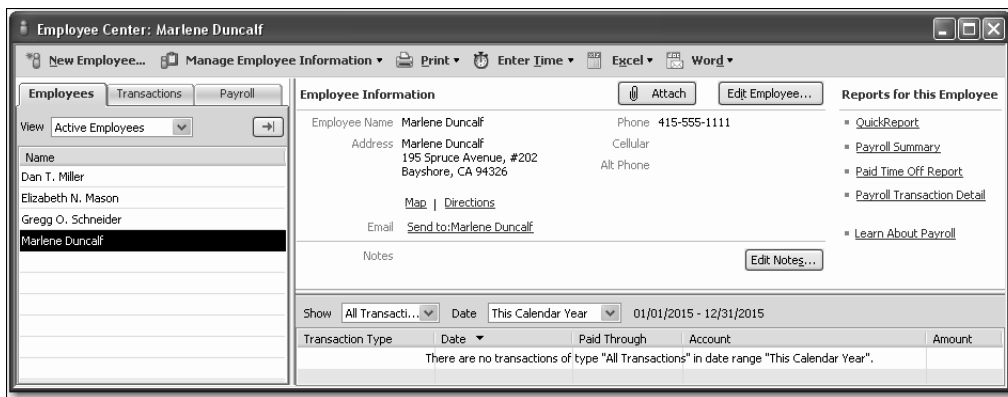 Employee Center: Marlene Duncalf
New Employee... Manage Employee Information Print Enter Time Excel Word
Employees Transactions Payroll
View Active Employees
Name
Dan T. Miller
Elizabeth N. Mason
Gregg O. Schneider
Marlene Duncalf
Employee Information Attach Edit Employee...
Employee Name Marlene Duncalf Phone 415-555-1111
Address Marlene Duncalf Cellular
195 Spruce Avenue, #202
Bayshore, CA 94326 Alt Phone
Map | Directions
Email Send to:Marlene Duncalf
Notes Edit Notes...
Reports for this Employee
QuickReport
Payroll Summary
Paid Time Off Report
Payroll Transaction Detail
Learn About Payroll
Show All Transacti... Date This Calendar Year 01/01/2015 - 12/31/2015
Transaction Type Date Paid Through Account Amount
There are no transactions of type "All Transactions" in date range "This Calendar Year".